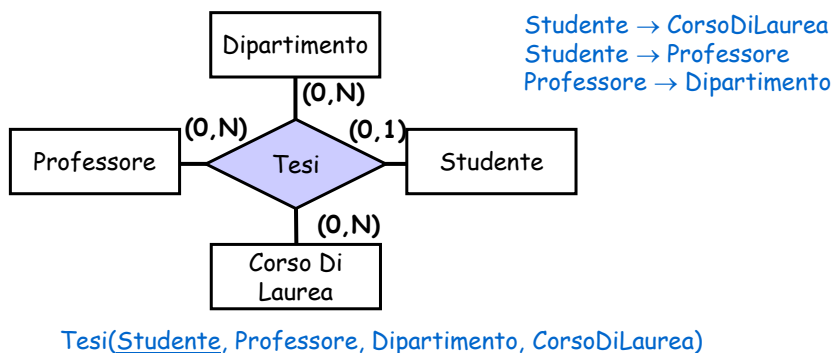 Dipartimento
Studente → CorsoDiLaurea
Studente → Professore
Professore → Dipartimento
(0,N)
(0,N)
(0,1)
Professore
Tesi
Studente
(0,N)
Corso Di
Laurea
Tesi(Studente, Professore, Dipartimento, CorsoDiLaurea)